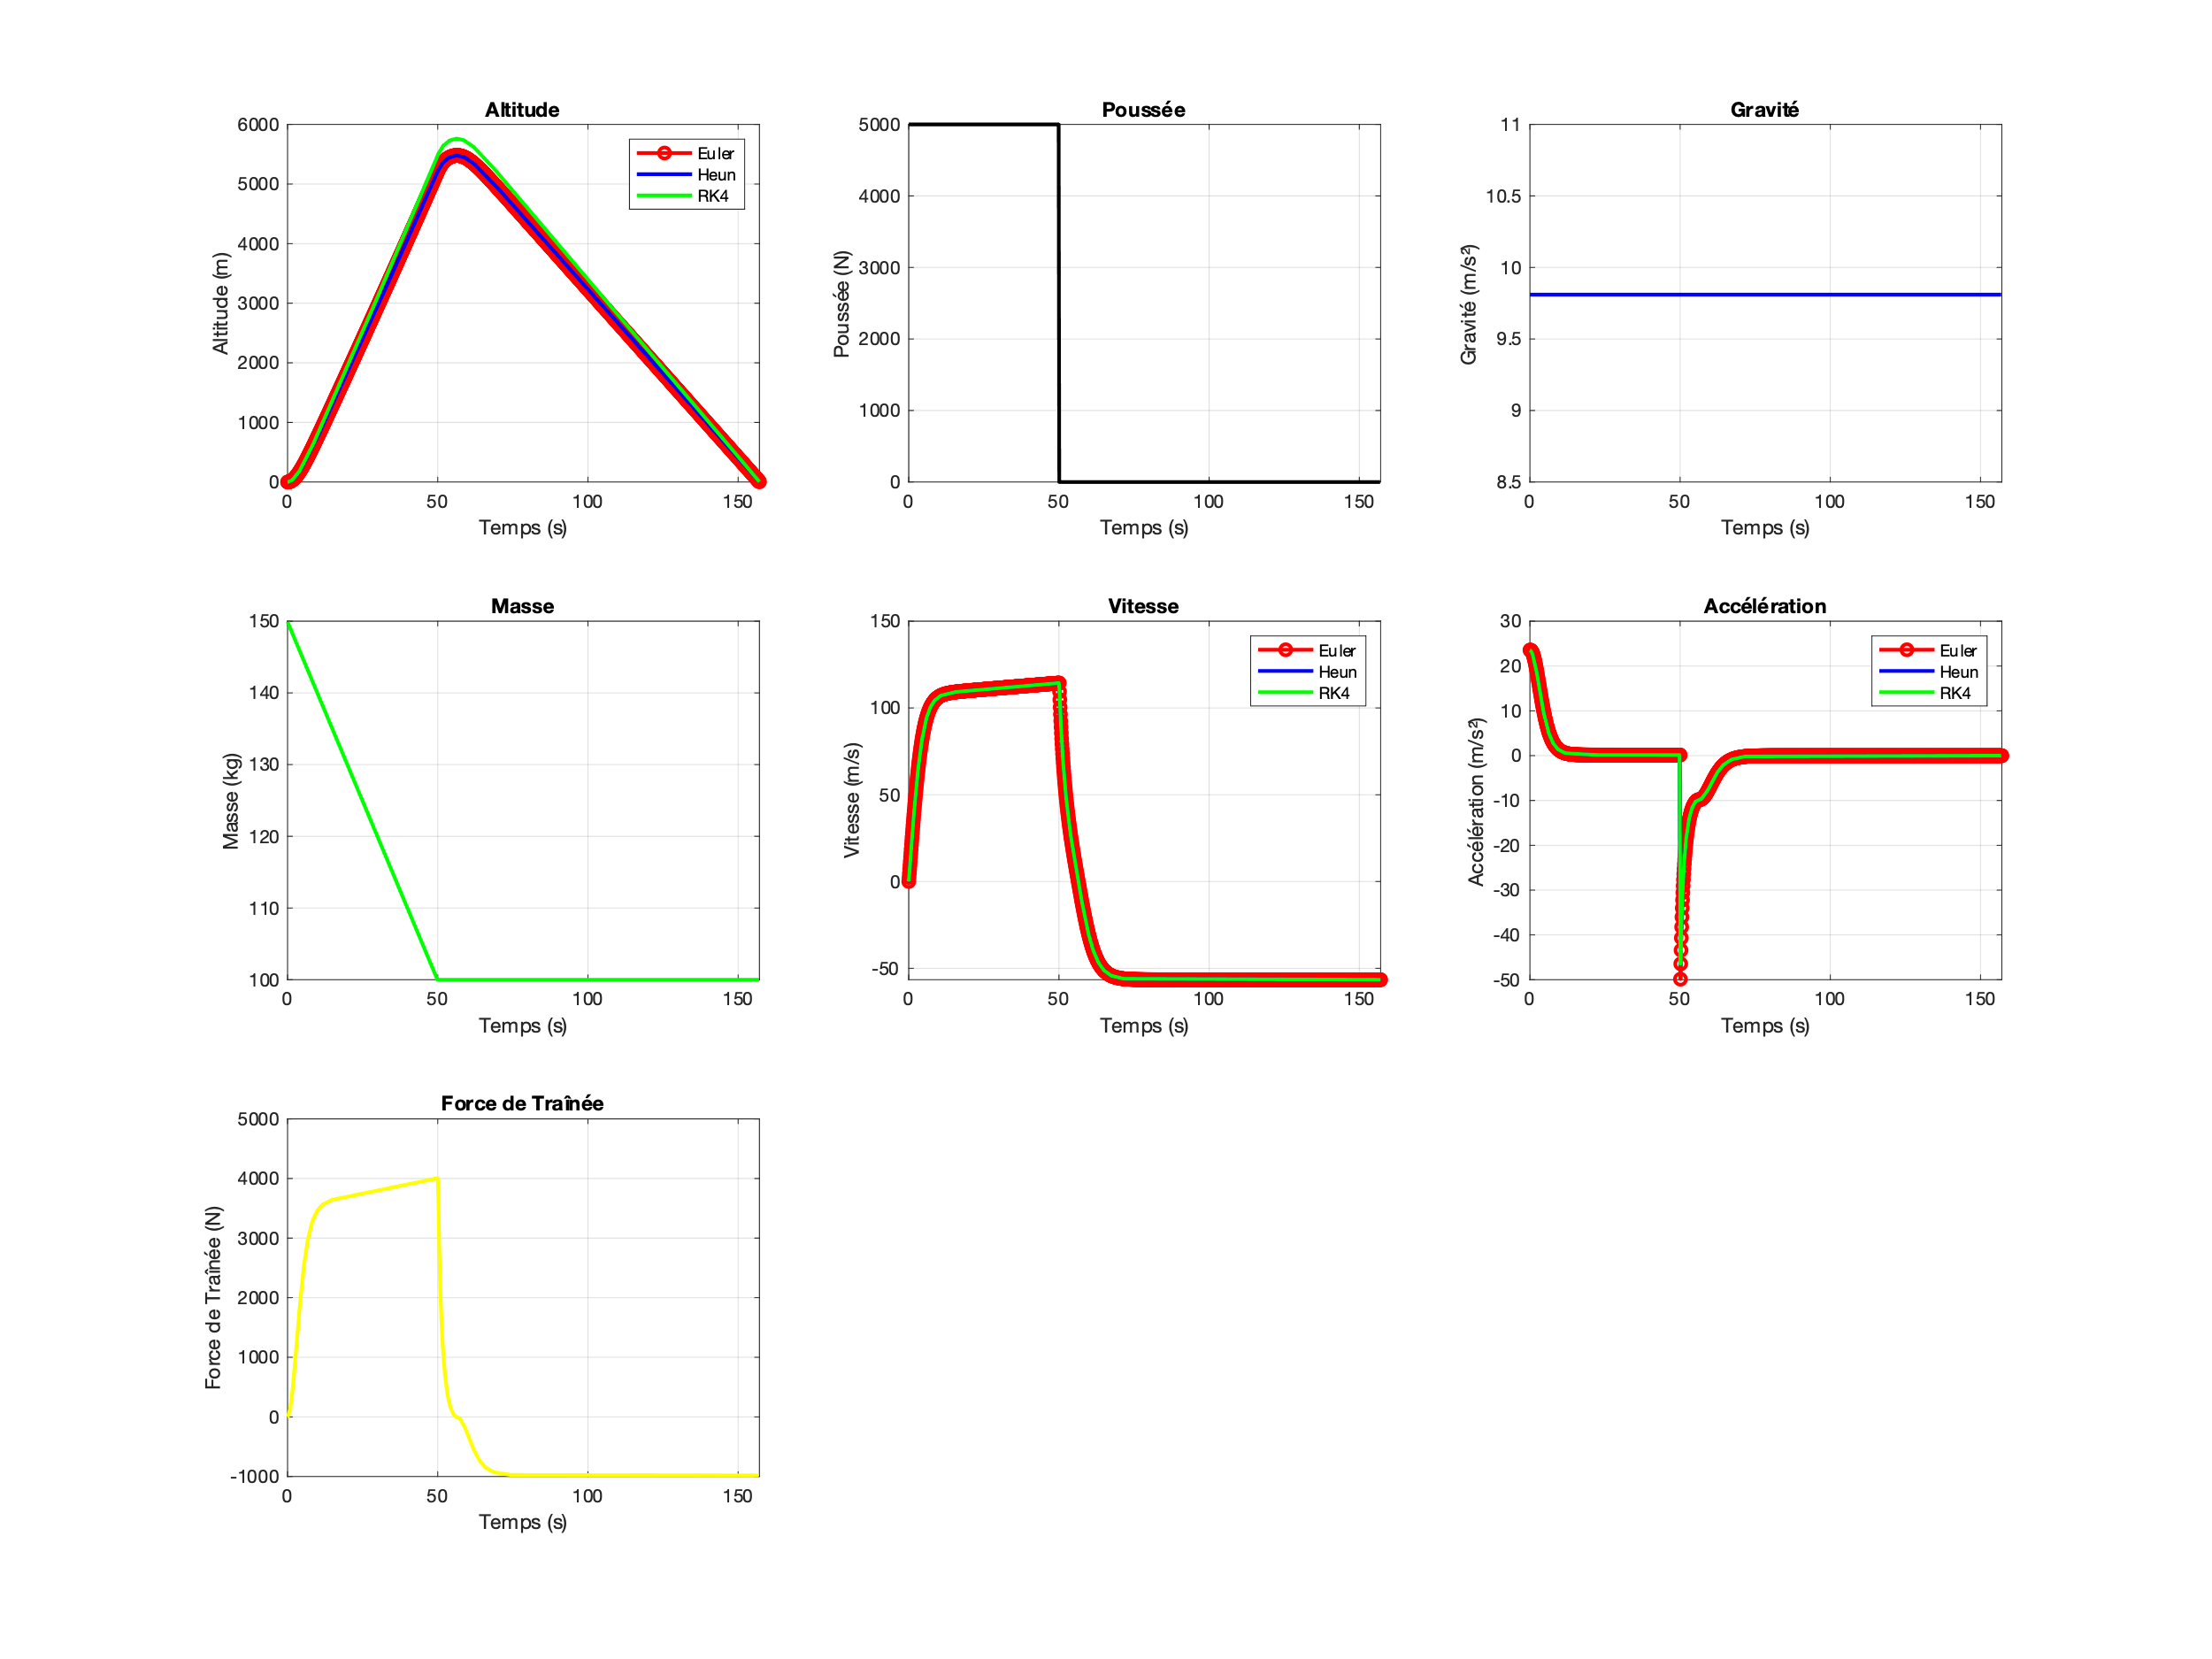 Altitude
6000
5000
4000
3000
2000
1000
0
0 50 100 150
Altitude (m)
Temps (s)
Euler
Heun
RK4
Poussée
5000
4000
3000
2000
1000
0
0 50 100 150
Poussée (N)
Temps (s)
Gravité
11
10.5
10
9.5
9
8.5
0 50 100 150
Gravité (m/s²)
Temps (s)
Masse
150
140
130
120
110
100
0 50 100 150
Masse (kg)
Temps (s)
Vitesse
150
100
50
0
-50
0 50 100 150
Vitesse (m/s)
Temps (s)
Euler
Heun
RK4
Accélération
30
20
10
0
-10
-20
-30
-40
-50
0 50 100 150
Accélération (m/s²)
Temps (s)
Euler
Heun
RK4
Force de Traînée
5000
4000
3000
2000
1000
0
-1000
0 50 100 150
Force de Traînée (N)
Temps (s)